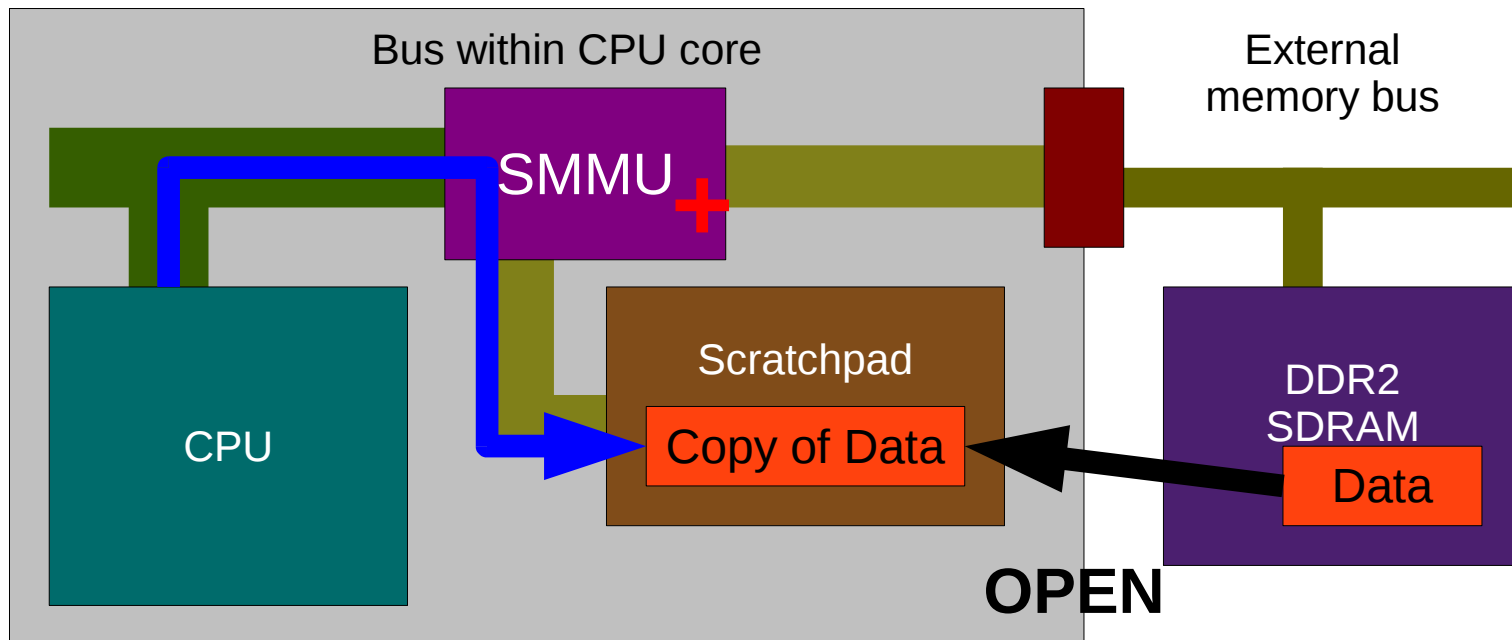 Bus within CPU core
External
memory bus
SMMU
CPU
Scratchpad
Copy of Data
DDR2
SDRAM
Data
OPEN